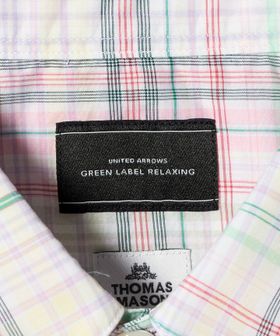 UNITED ARROWS
GREEN LABEL RELAXING
THOMAS
MASON